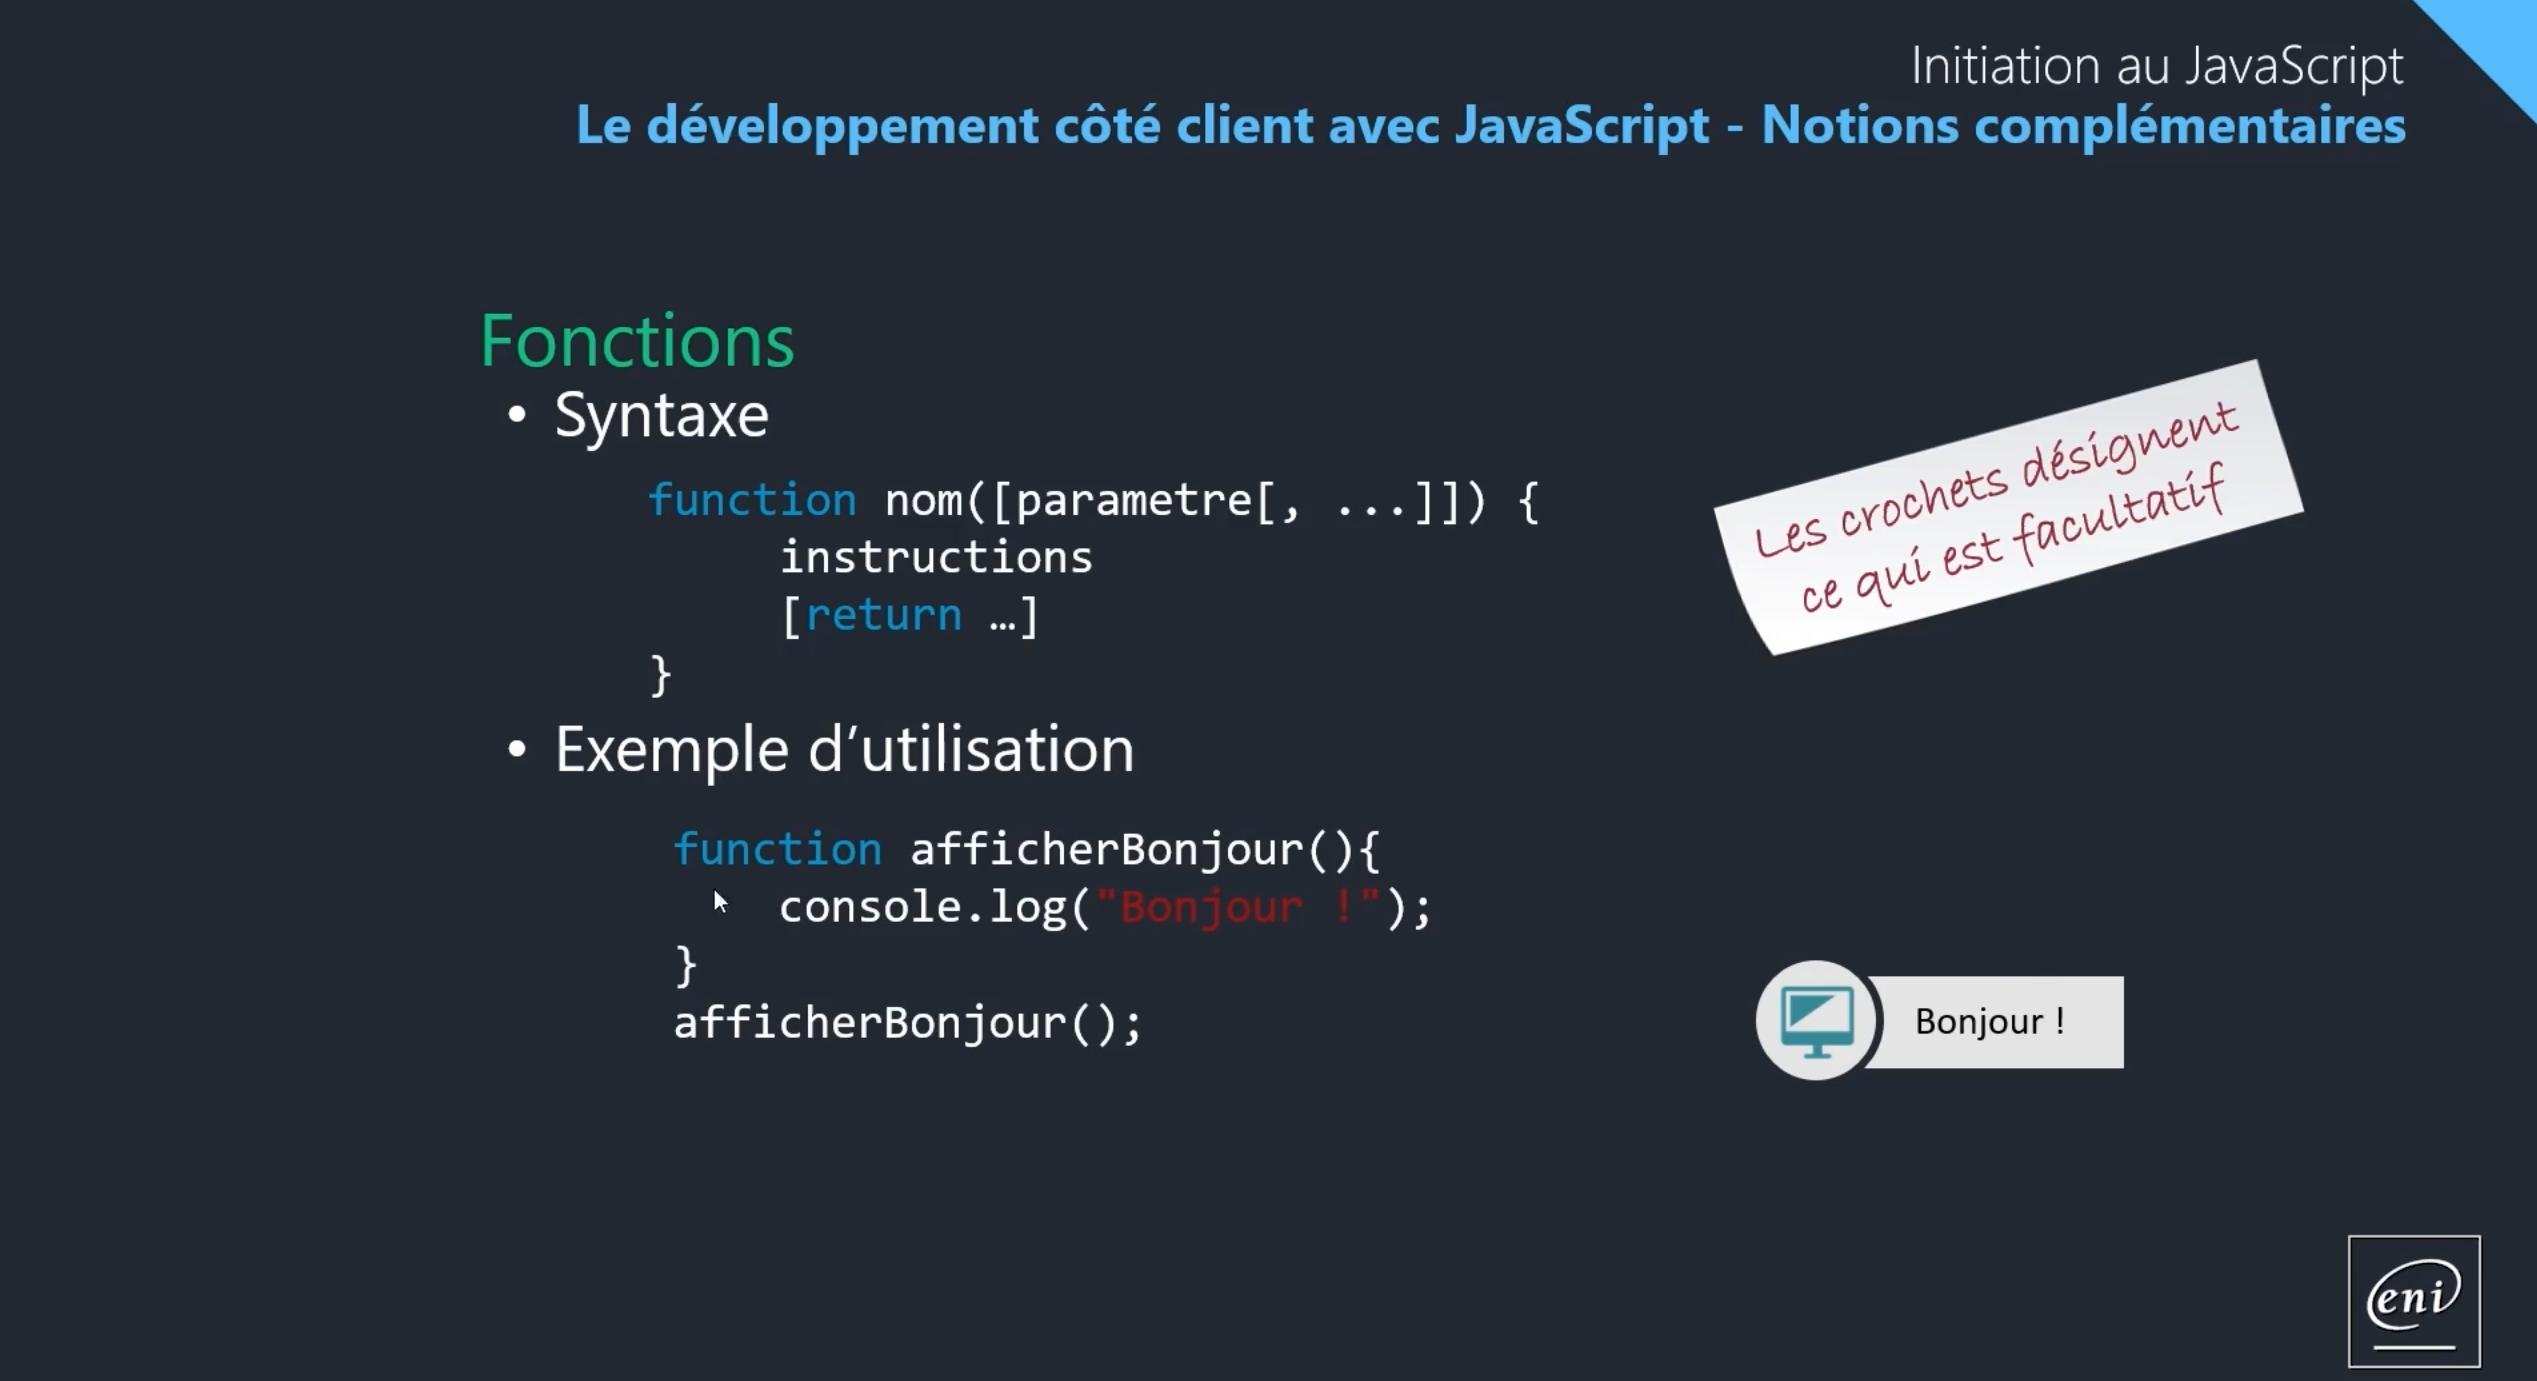 Initiation au JavaScript
Le développement côté client avec JavaScript - Notions complémentaires
Fonctions
• Syntaxe
function nom([parametre[, ...]]) {
instructions
[return …]
}
Les crochets désignent
ce qui est facultatif
• Exemple d’utilisation
function afficherBonjour(){
console.log("Bonjour !");
}
afficherBonjour();
Bonjour !
eni